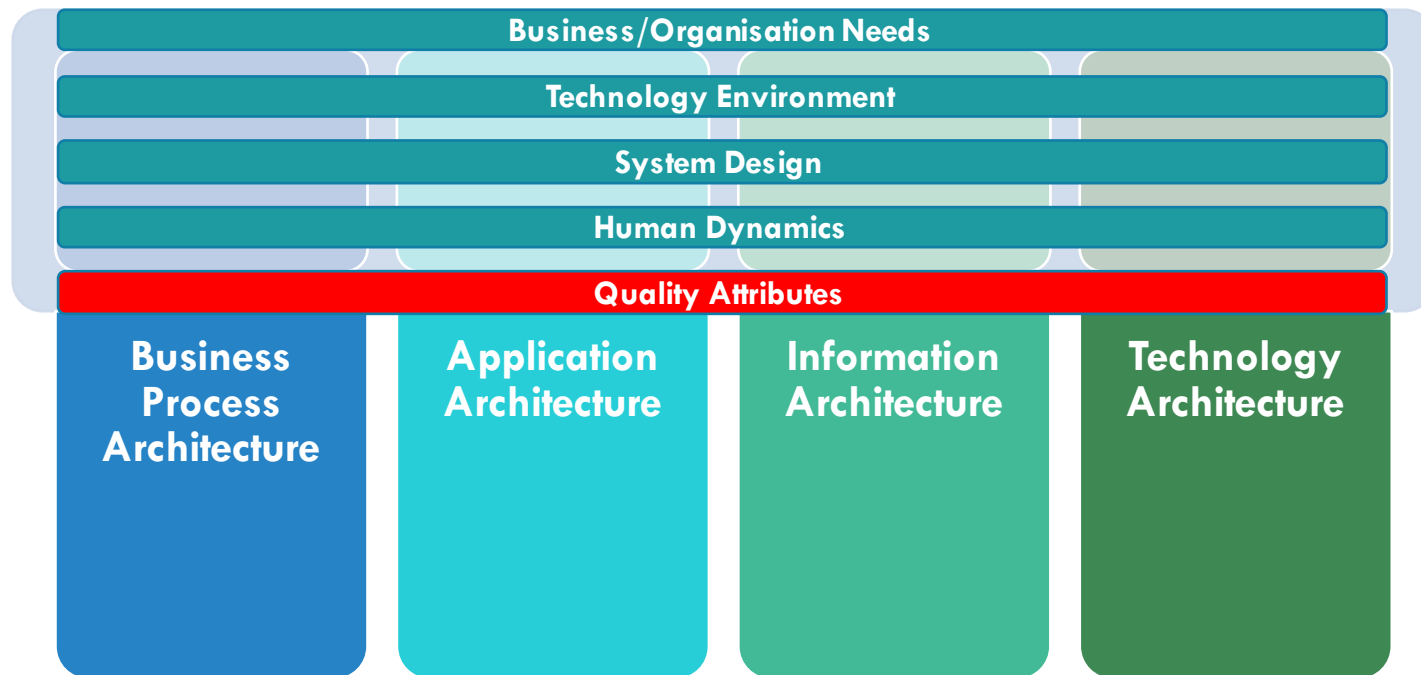 Business/Organisation Needs
Technology Environment
System Design
Human Dynamics
Quality Attributes
Business
Process
Architecture
Application
Architecture
Information
Architecture
Technology
Architecture